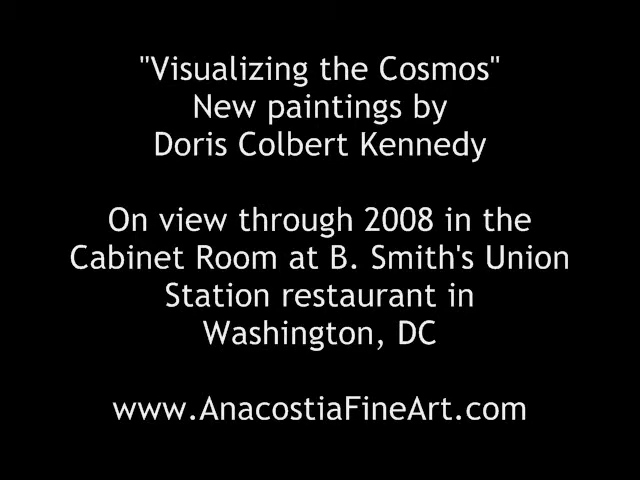 "Visualizing the Cosmos"
New paintings by
Doris Colbert Kennedy
On view through 2008 in the
Cabinet Room at B. Smith's Union
Station restaurant in
Washington, DC
www.AnacostiaFineArt.com